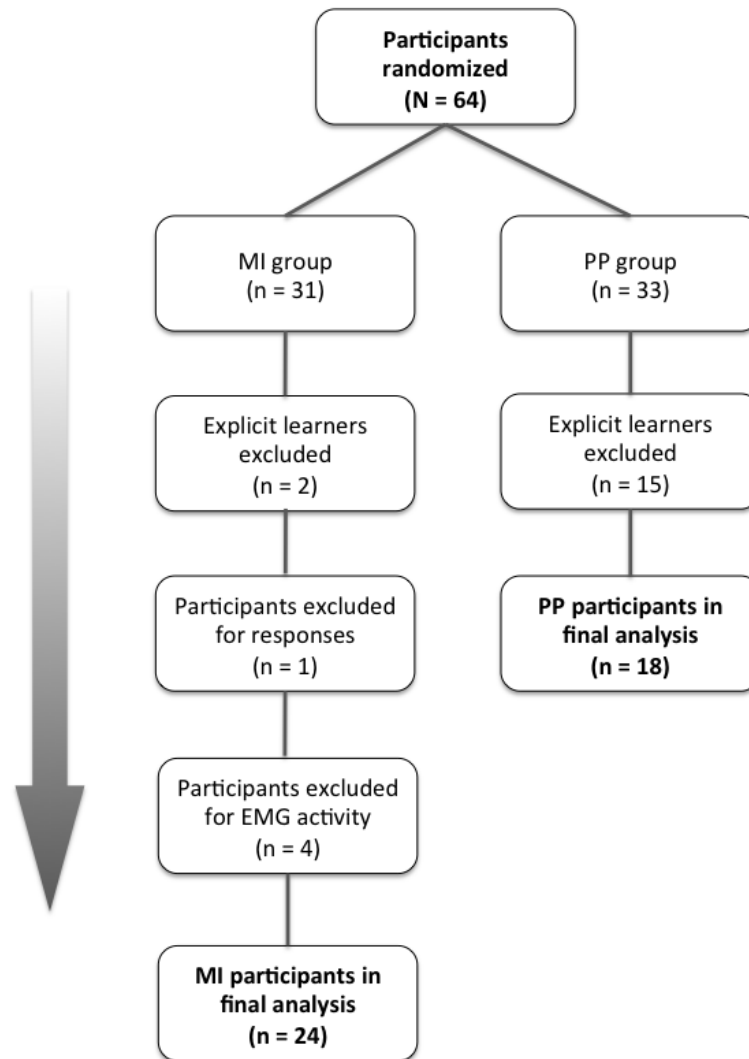 Participants
randomized
(N = 64)
MI group
(n = 31)
PP group
(n = 33)
Explicit learners
excluded
(n = 2)
Explicit learners
excluded
(n = 15)
Participants excluded
for responses
(n = 1)
PP participants in
final analysis
(n = 18)
Participants excluded
for EMG activity
(n = 4)
MI participants in
final analysis
(n = 24)